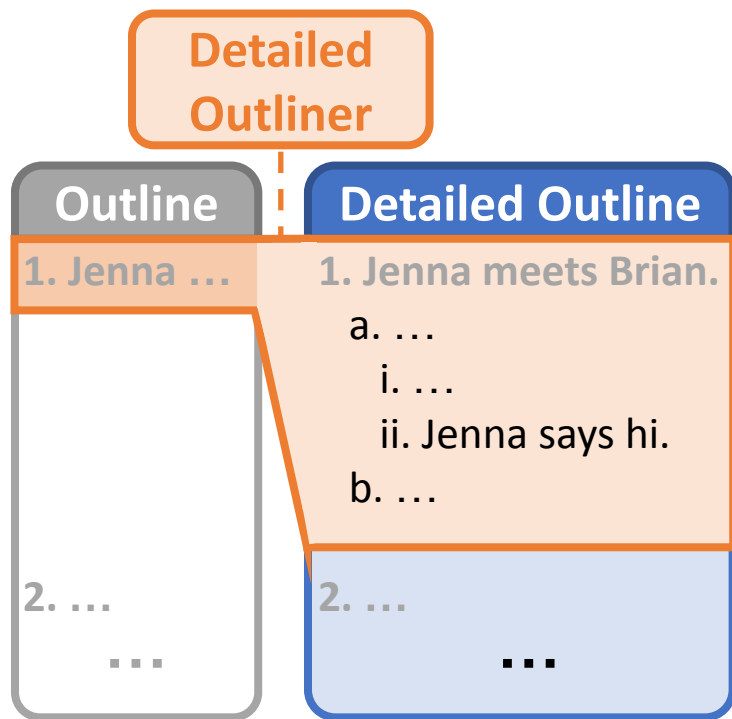 Detailed
Outliner
Outline
1. Jenna ...
2. ...
...
Detailed Outline
1. Jenna meets Brian.
a. ...
i. ...
ii. Jenna says hi.
b. ...
2. ...
...